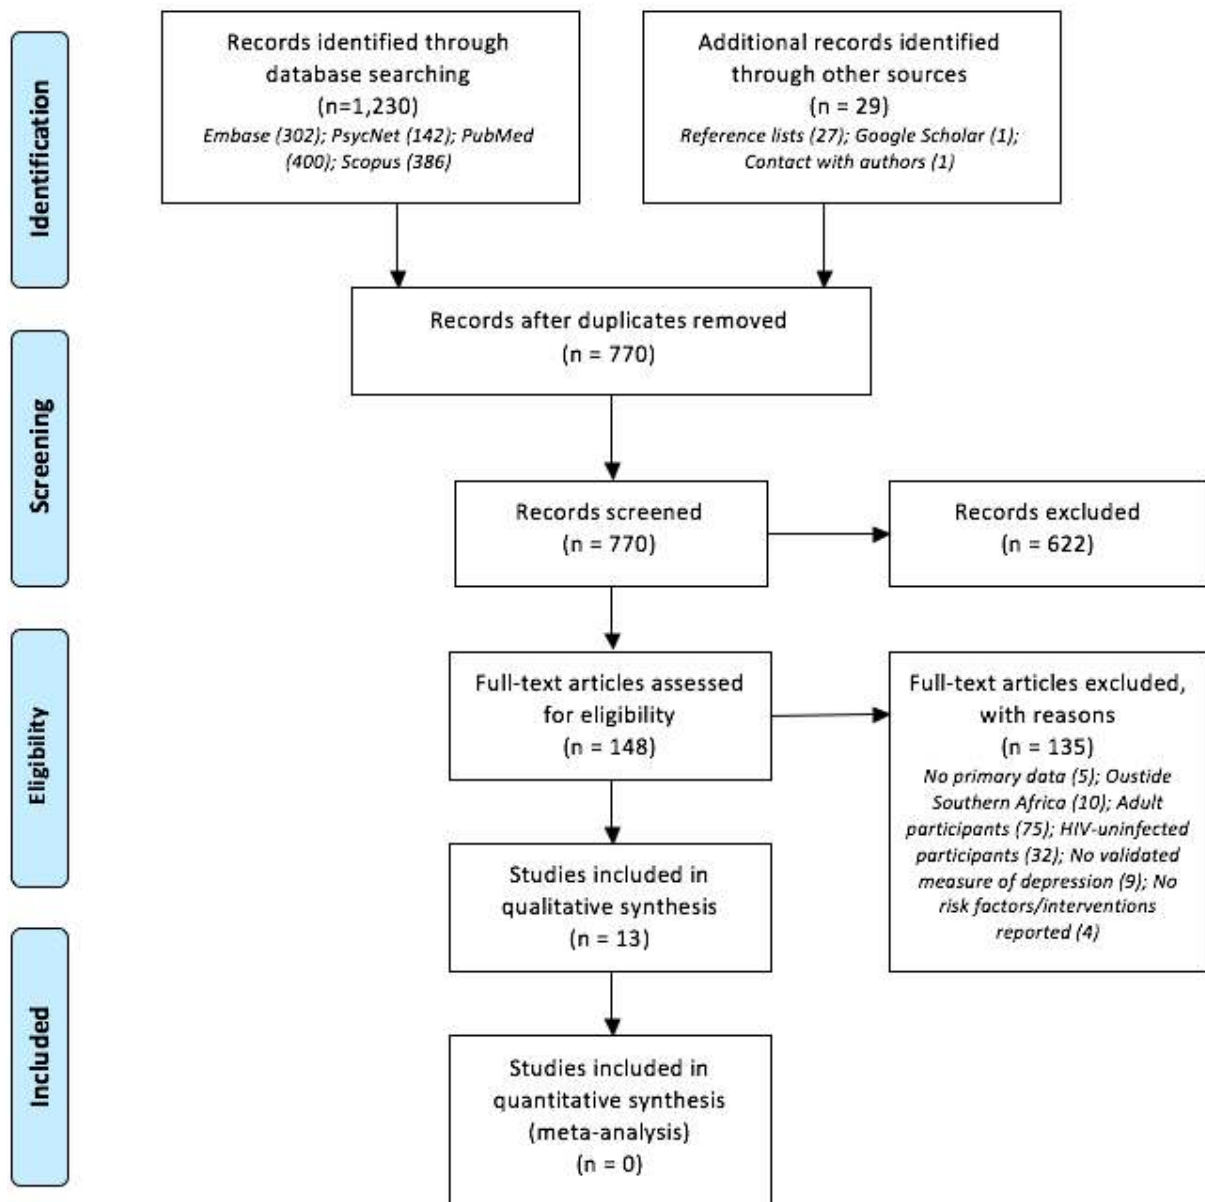 Identification
Records identified through
database searching
(n=1,230)
Embase (302); PsycNet (142); PubMed
(400); Scopus (386)
Additional records identified
through other sources
(n = 29)
Reference lists (27); Google Scholar (1);
Contact with authors (1)
Records after duplicates removed
(n = 770)
Screening
Records screened
(n = 770)
Records excluded
(n = 622)
Eligibility
Full-text articles assessed
for eligibility
(n = 148)
Full-text articles excluded,
with reasons
(n = 135)
No primary data (5); Oustide
Southern Africa (10); Adult
participants (75); HIV-uninfected
participants (32); No validated
measure of depression (9); No
risk factors/interventions
reported (4)
Studies included in
qualitative synthesis
(n = 13)
Included
Studies included in
quantitative synthesis
(meta-analysis)
(n = 0)